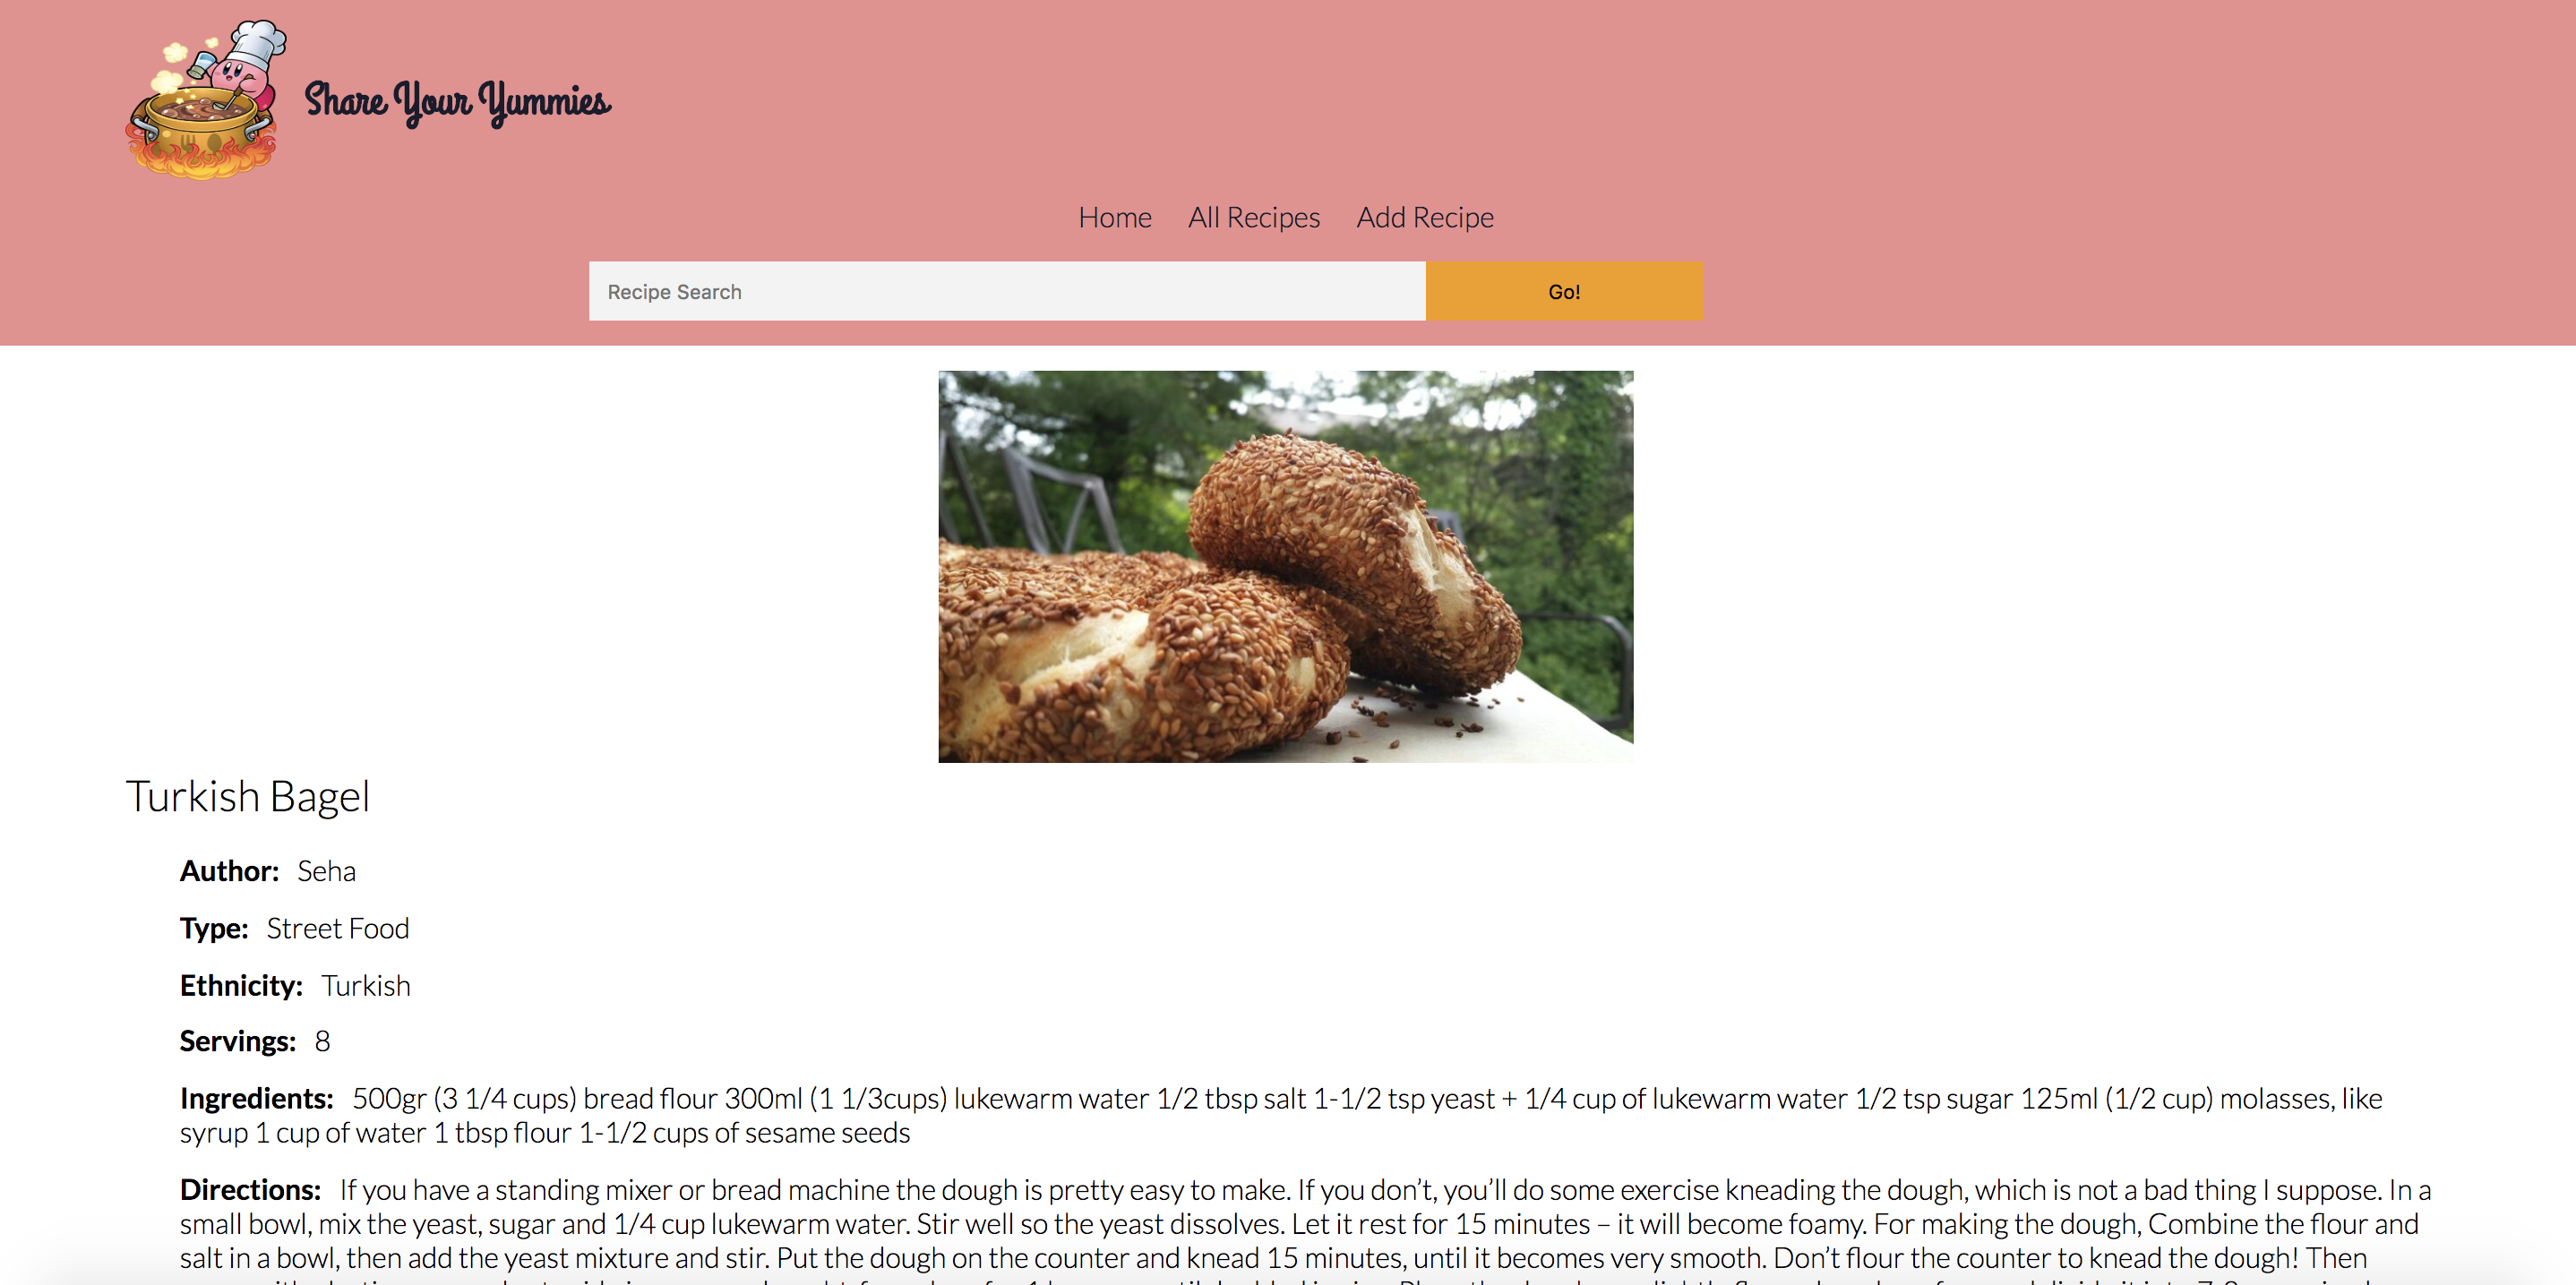 Share Your Yummies
Home All Recipes Add Recipe
Recipe Search Go!
Turkish Bagel
Author: Seha
Type: Street Food
Ethnicity: Turkish
Servings: 8
Ingredients: 500gr (3 1/4 cups) bread flour 300ml (1 1/3cups) lukewarm water 1/2 tbsp salt 1-1/2 tsp yeast + 1/4 cup of lukewarm water 1/2 tsp sugar 125ml (1/2 cup) molasses, like
syrup 1 cup of water 1 tbsp flour 1-1/2 cups of sesame seeds
Directions: If you have a standing mixer or bread machine the dough is pretty easy to make. If you don’t, you’ll do some exercise kneading the dough, which is not a bad thing I suppose. In a
small bowl, mix the yeast, sugar and 1/4 cup lukewarm water. Stir well so the yeast dissolves. Let it rest for 15 minutes – it will become foamy. For making the dough, Combine the flour and
salt in a bowl, then add the yeast mixture and stir. Put the dough on the counter and knead 15 minutes, until it becomes very smooth. Don’t flour the counter to knead the dough! Then